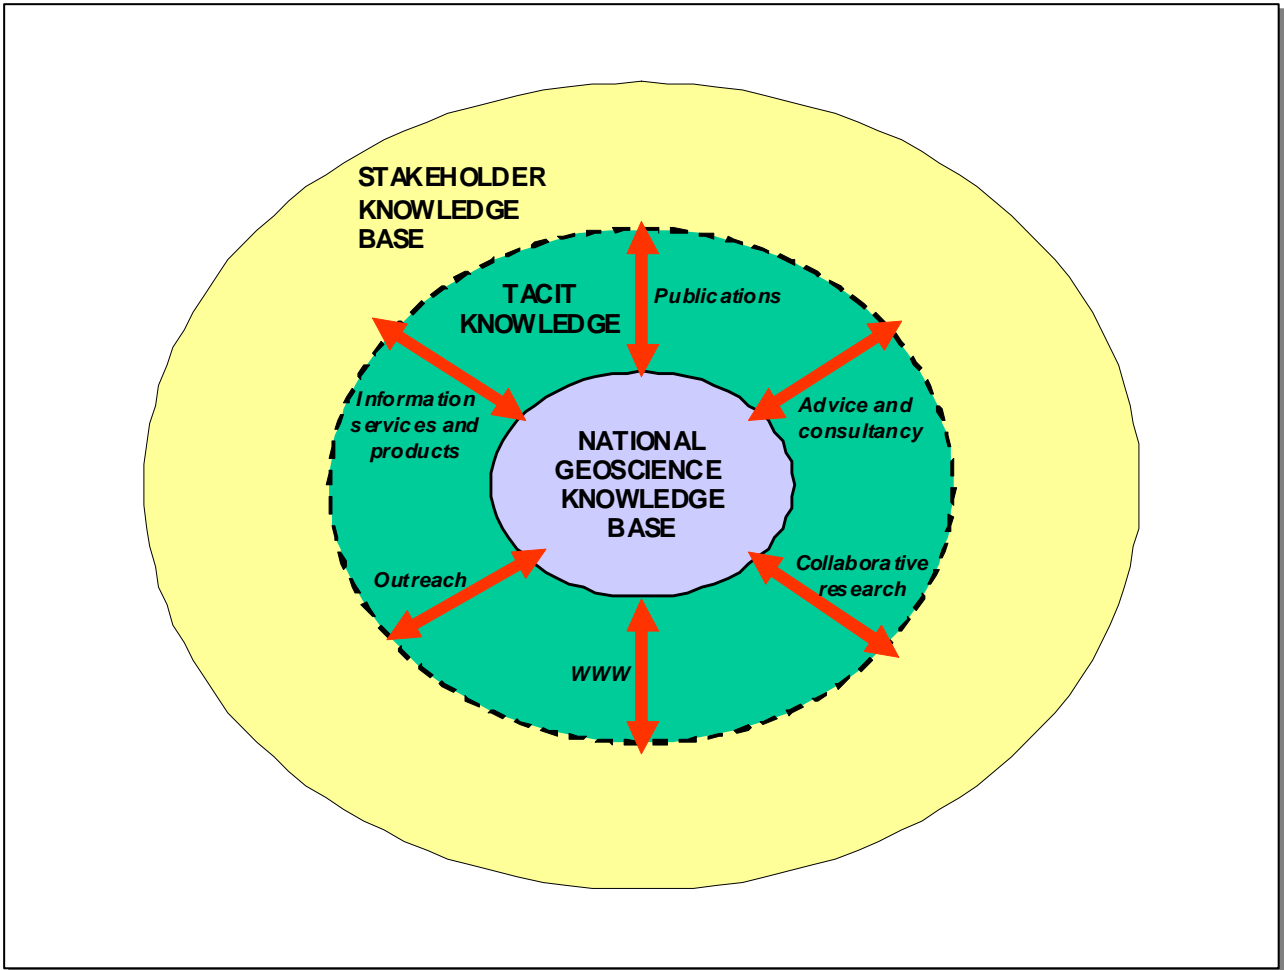 STAKEHOLDER
KNOWLEDGE
BASE
TACIT
KNOWLEDGE
Publications
Information
services and
products
Advice and
consultancy
NATIONAL
GEOSCIENCE
KNOWLEDGE
BASE
Outreach
Collaborative
research
WWW